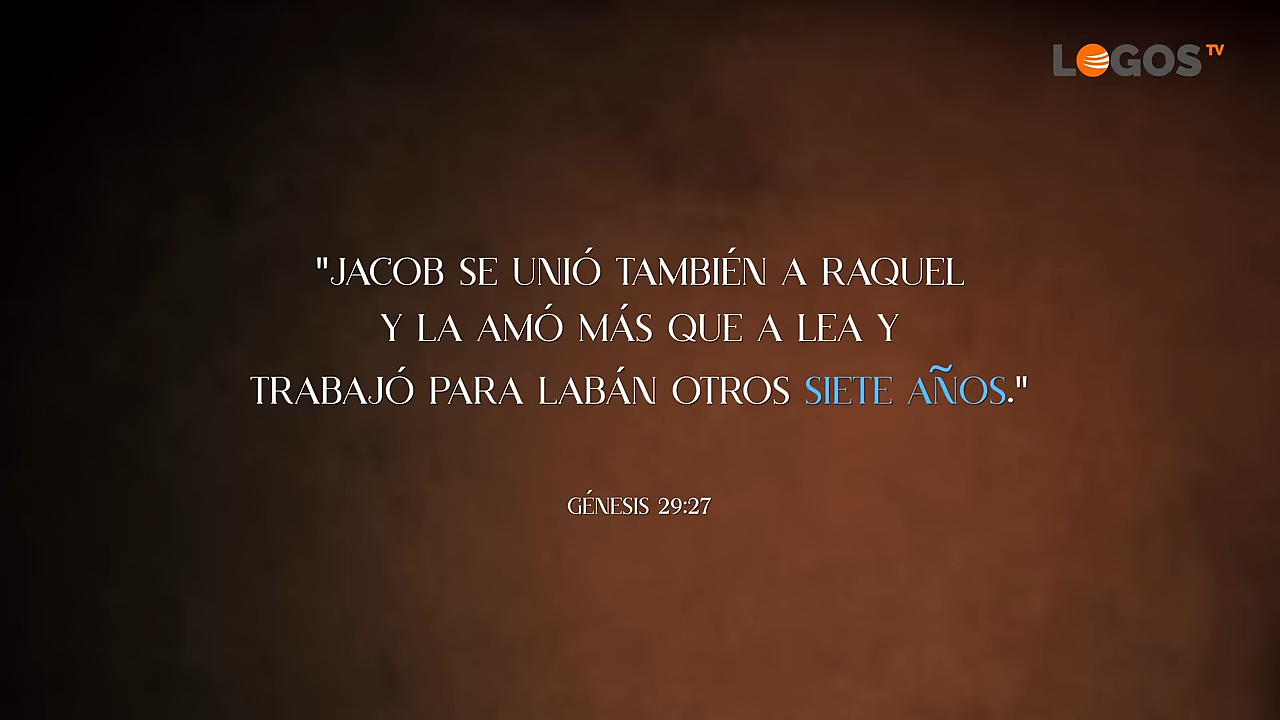 LOGOS TV
"JACOB SE UNIÓ TAMBIÉN A RAQUEL
Y LA AMÓ MÁS QUE A LEA Y
TRABAJÓ PARA LABÁN OTROS SIETE AÑOS."
GÉNESIS 29:27